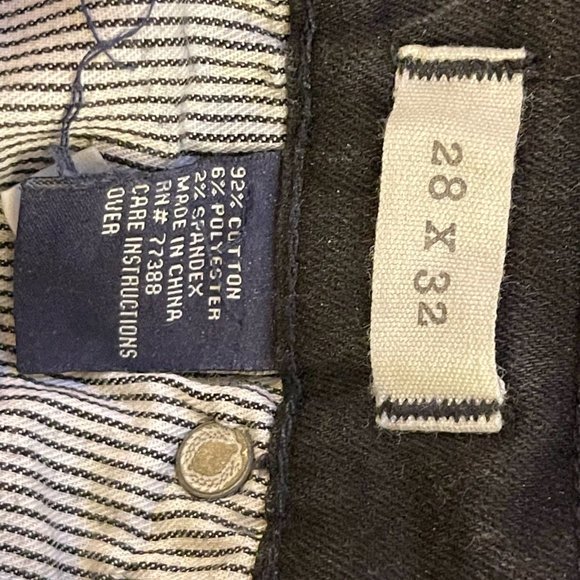 92% COTTON
6% POLYESTER
2% SPANDEX
MADE IN CHINA
RN# 77388
CARE INSTRUCTIONS
OVER
28 X 32